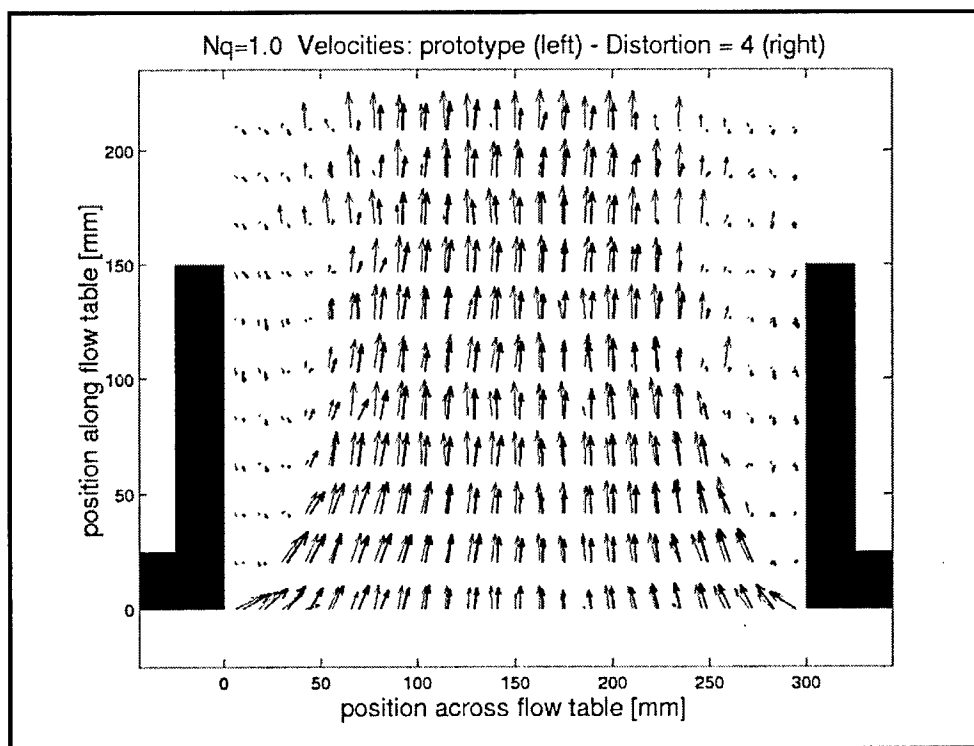 Nq=1.0 Velocities: prototype (left) - Distortion = 4 (right)
position along flow table [mm]
200
150
100
50
0
0 50 100 150 200 250 300
position across flow table [mm]